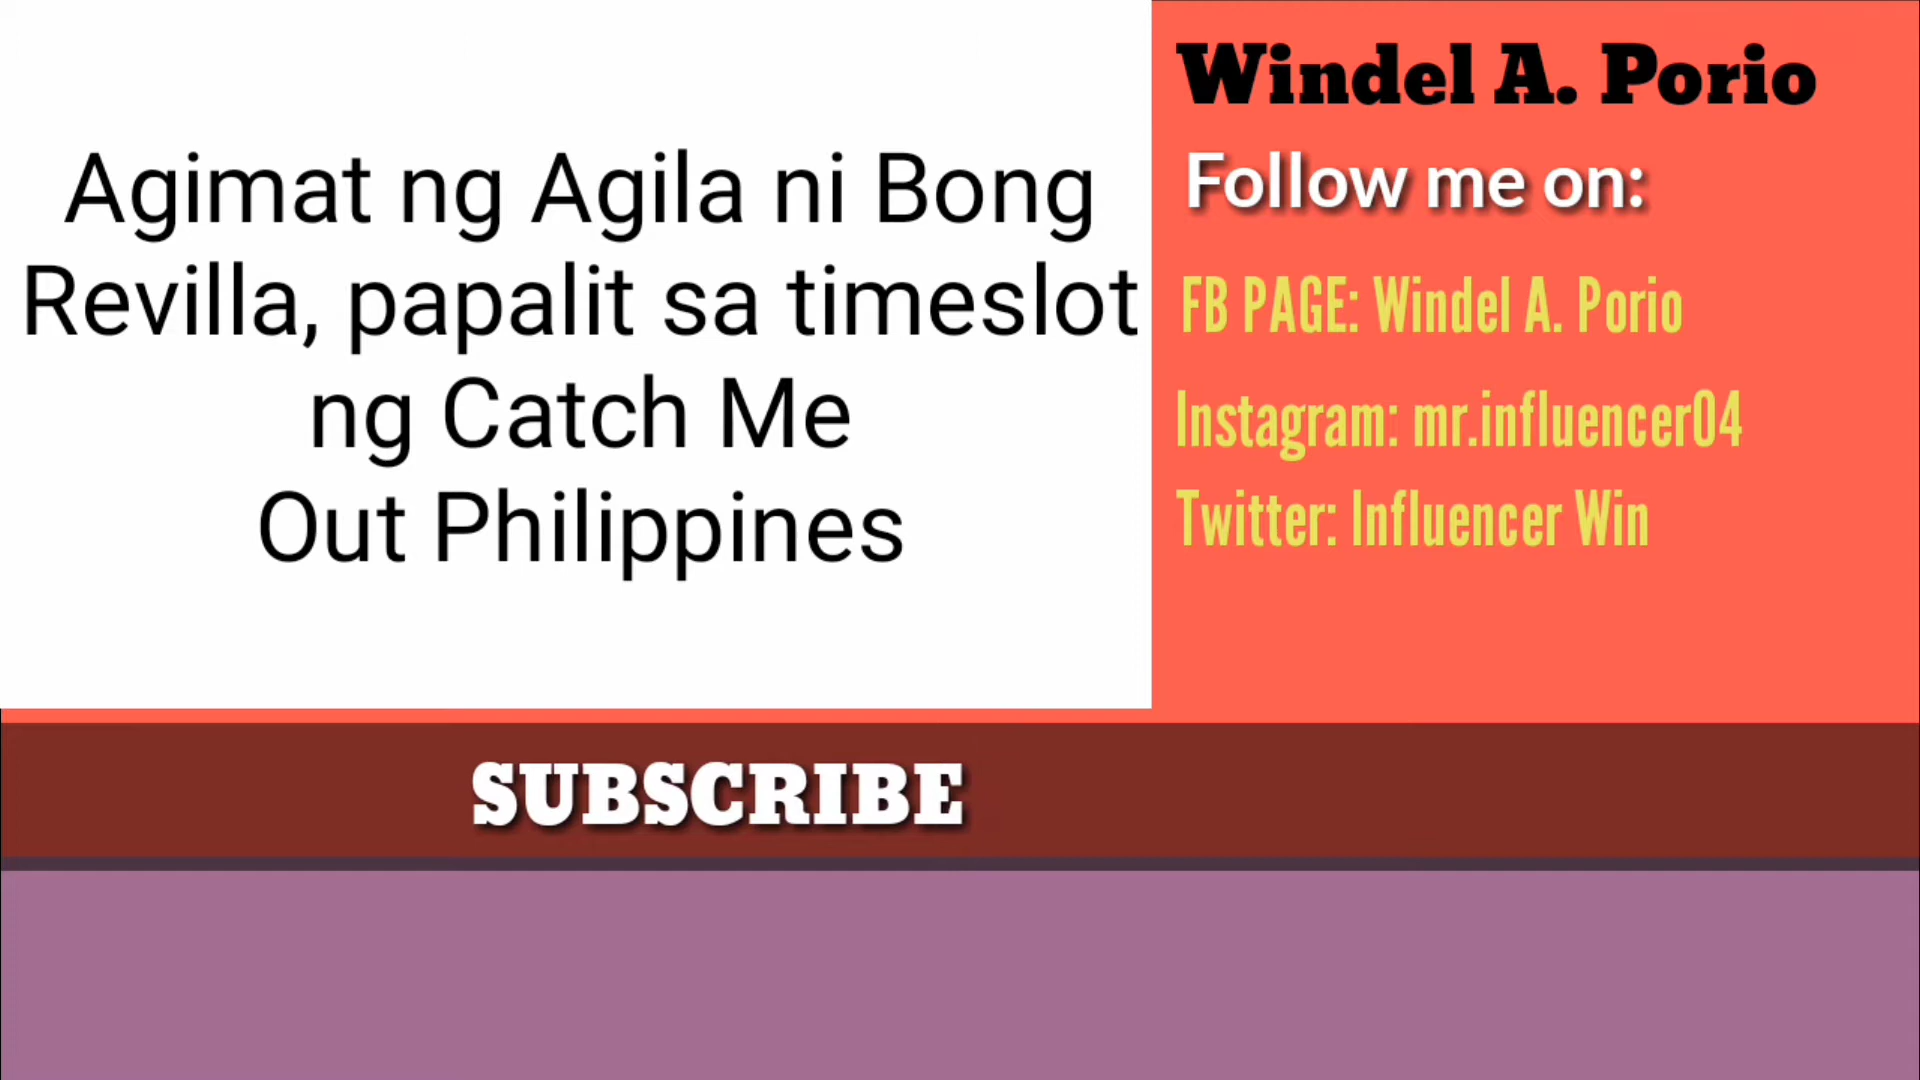 Agimat ng Agila ni Bong
Revilla, papalit sa timeslot
ng Catch Me
Out Philippines
Windel A. Porio
Follow me on:
FB PAGE: Windel A. Porio
Instagram: mr.influencer04
Twitter: Influencer Win
SUBSCRIBE